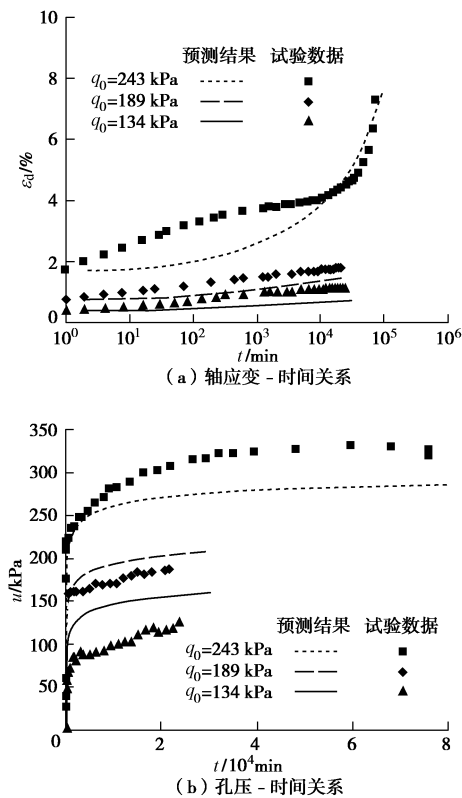 10
8
6
4
2
0
εd/%
预测结果 试验数据
q0=243 kPa
q0=189 kPa
q0=134 kPa
10^0 10^1 10^2 10^3 10^4 10^5 10^6
t/min
（a）轴应变-时间关系
350
300
250
200
150
100
50
0
u/kPa
预测结果 试验数据
q0=243 kPa
q0=189 kPa
q0=134 kPa
0 2 4 6 8
t/10^4min
（b）孔压-时间关系